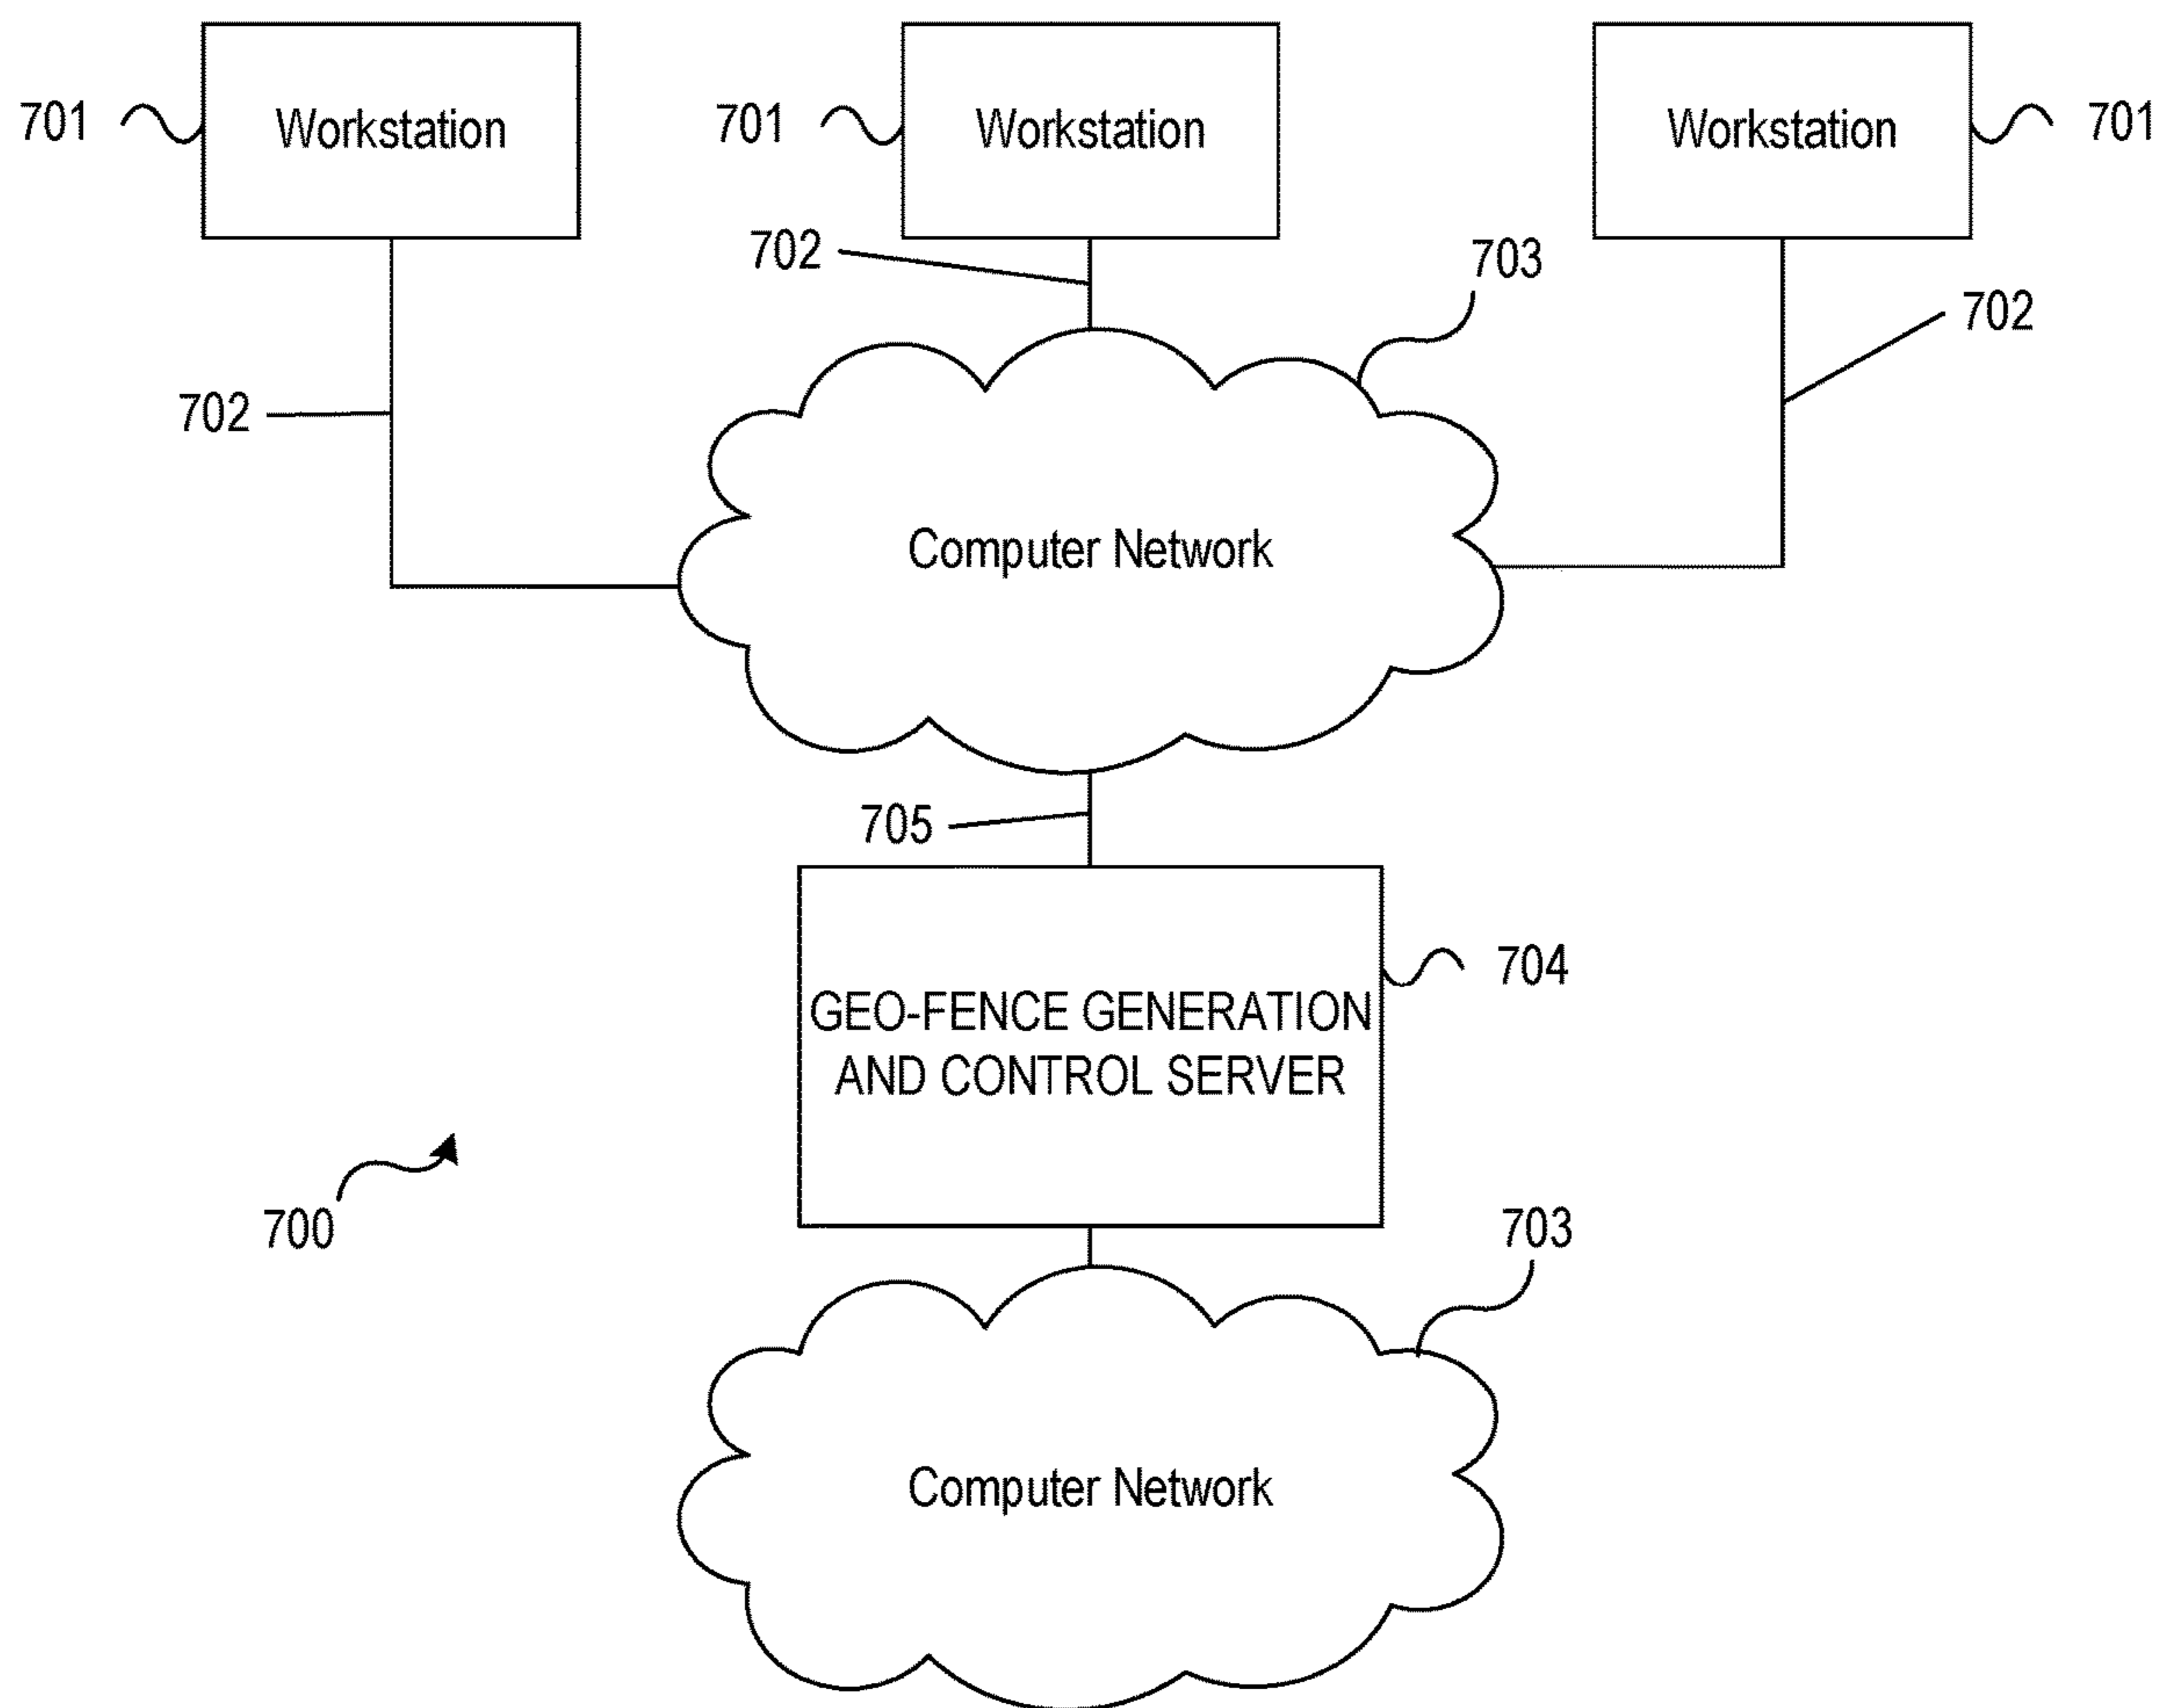 701
Workstation
701
Workstation
Workstation
701
702
703
702
702
Computer Network
705
704
GEO-FENCE GENERATION
AND CONTROL SERVER
700
703
Computer Network